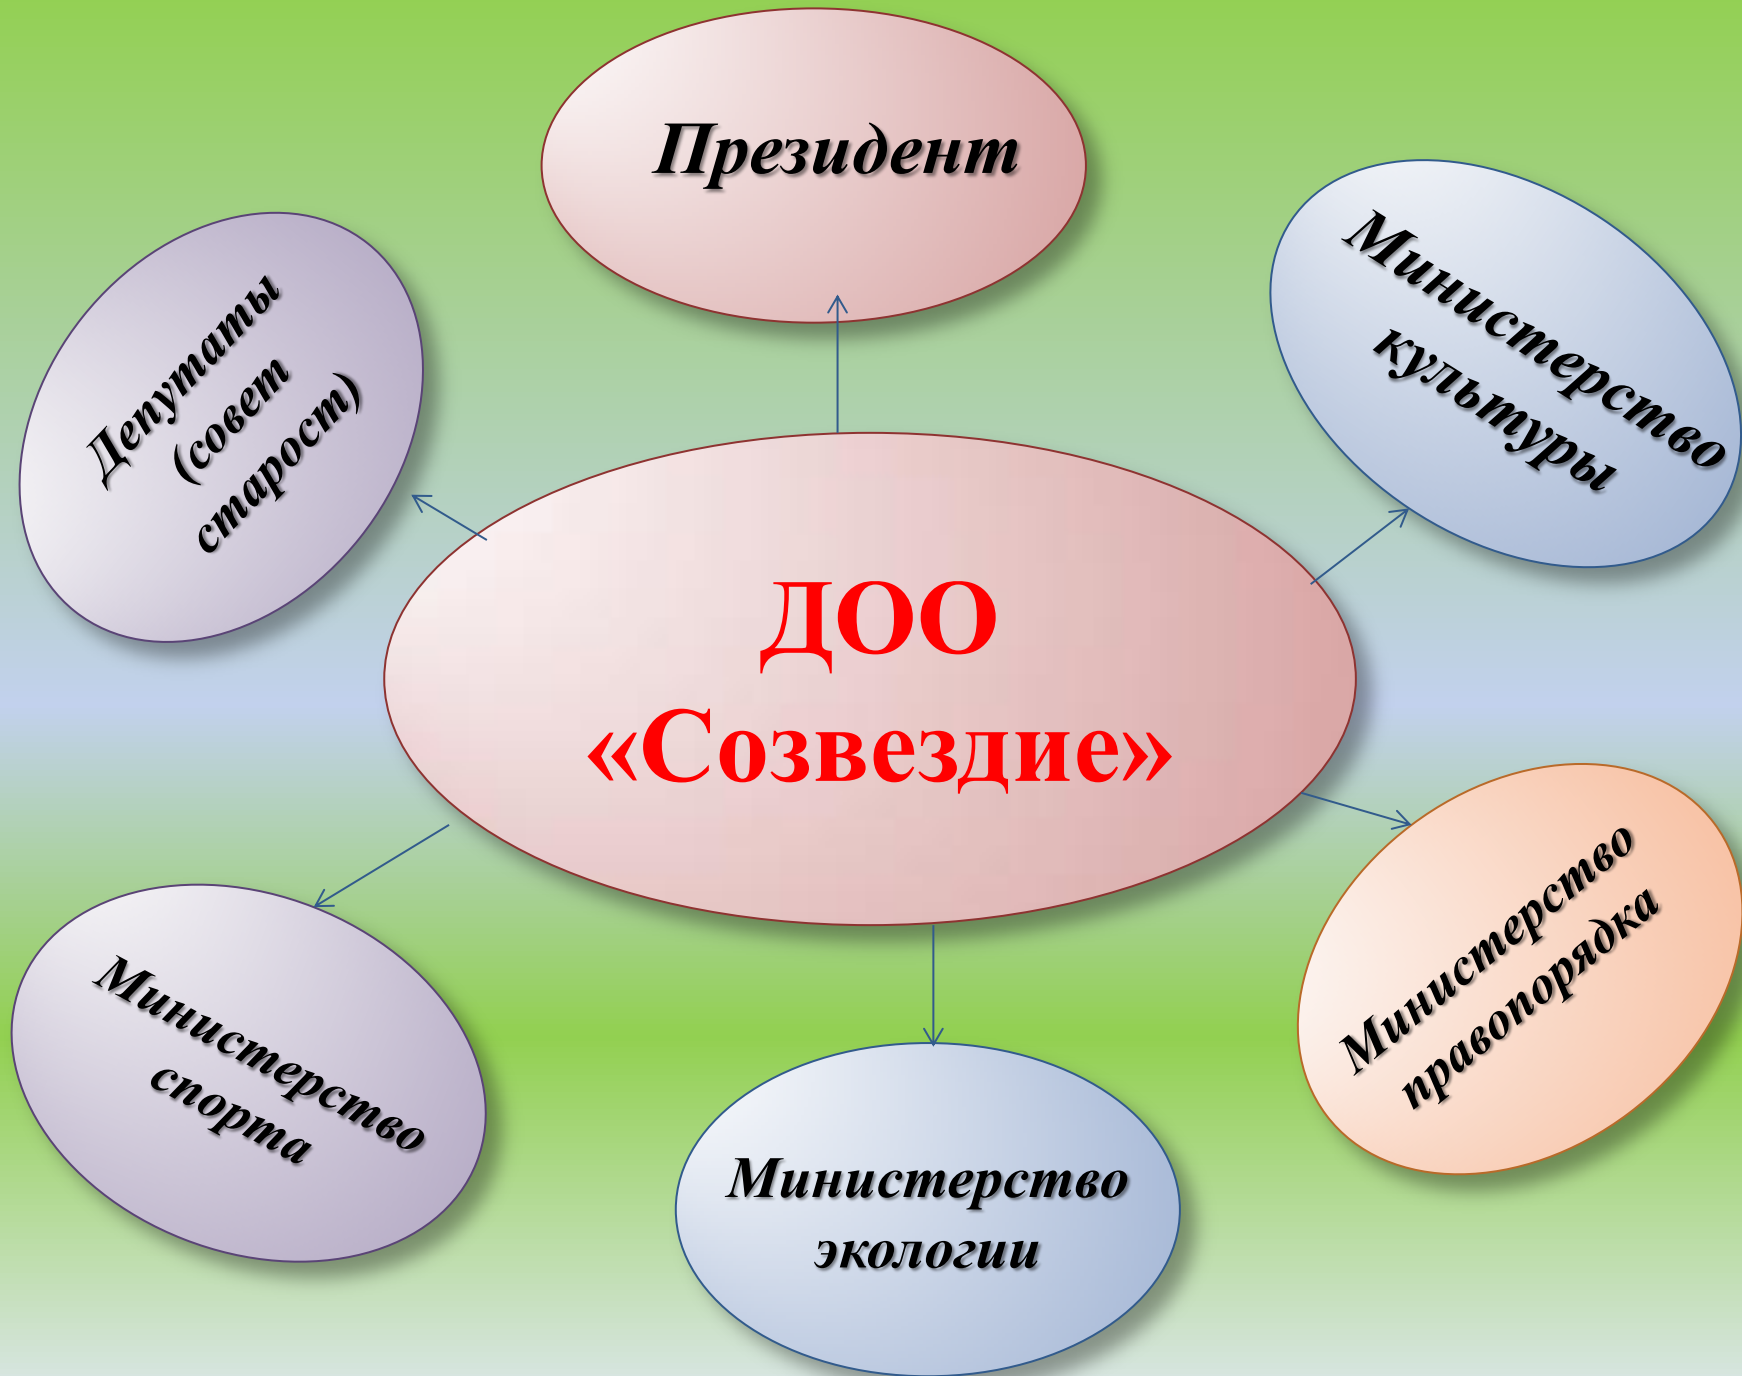 Президент
Депутаты
(совет
старост)
Министерство
культуры
ДОО
«Созвездие»
Министерство
правопорядка
Министерство
спорта
Министерство
экологии